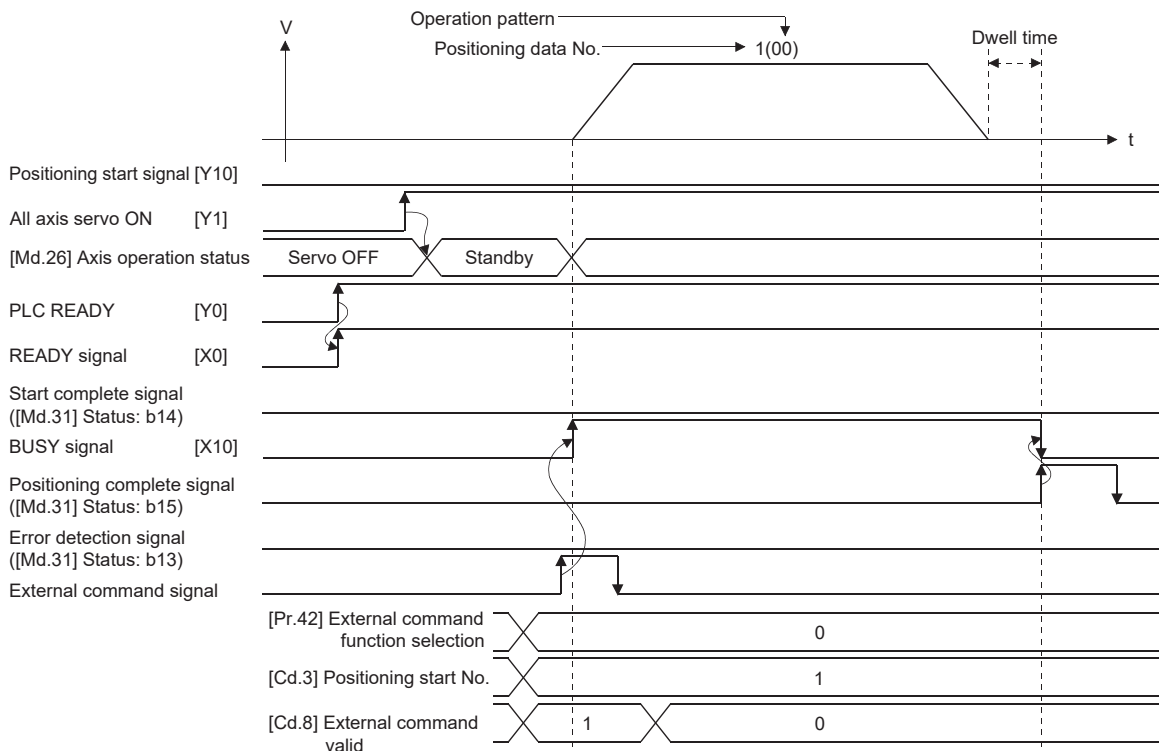 Operation pattern
V
Dwell time
Positioning data No.
1(00)
t
Positioning start signal [Y10]
All axis servo ON [Y1]
[Md.26] Axis operation status
Servo OFF
Standby
PLC READY [Y0]
READY signal [X0]
Start complete signal
([Md.31] Status: b14)
BUSY signal [X10]
Positioning complete signal
([Md.31] Status: b15)
Error detection signal
([Md.31] Status: b13)
External command signal
[Pr.42] External command
function selection
0
[Cd.3] Positioning start No.
1
[Cd.8] External command
valid
1
0